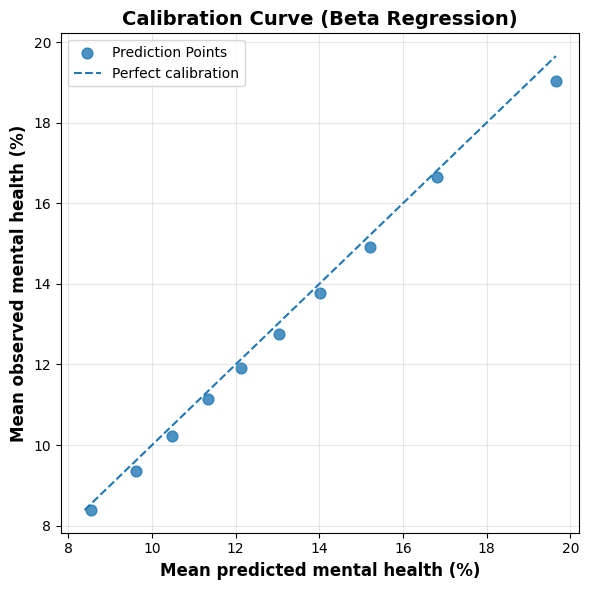 Calibration Curve (Beta Regression)
Prediction Points
Perfect calibration
Mean observed mental health (%)
20
18
16
14
12
10
8
8 10 12 14 16 18 20
Mean predicted mental health (%)